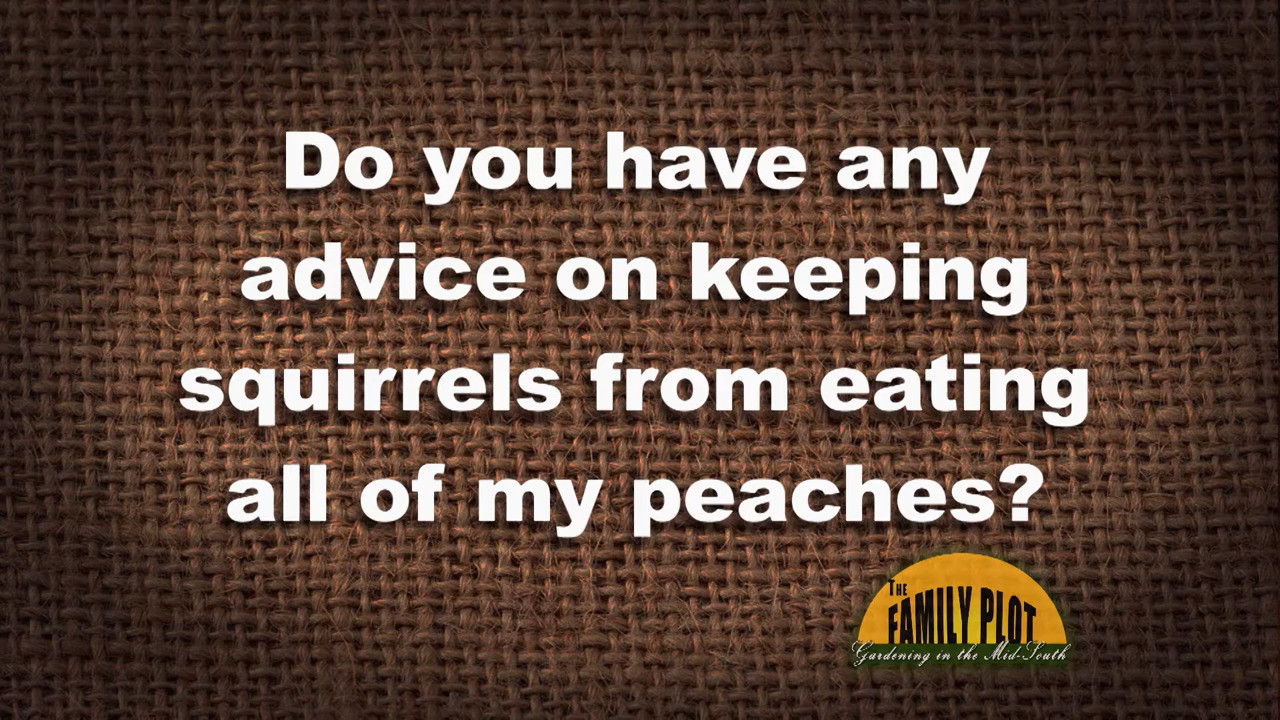 Do you have any
advice on keeping
squirrels from eating
all of my peaches?
THE
FAMILY PLOT
Gardening in the Mid-South